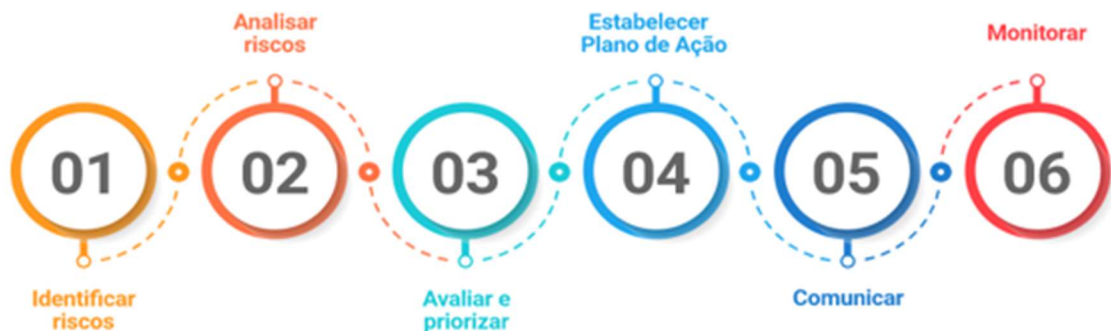 01
Identificar
riscos
02
Analisar
riscos
03
Avaliar e
priorizar
04
Estabelecer
Plano de Ação
05
Comunicar
06
Monitorar